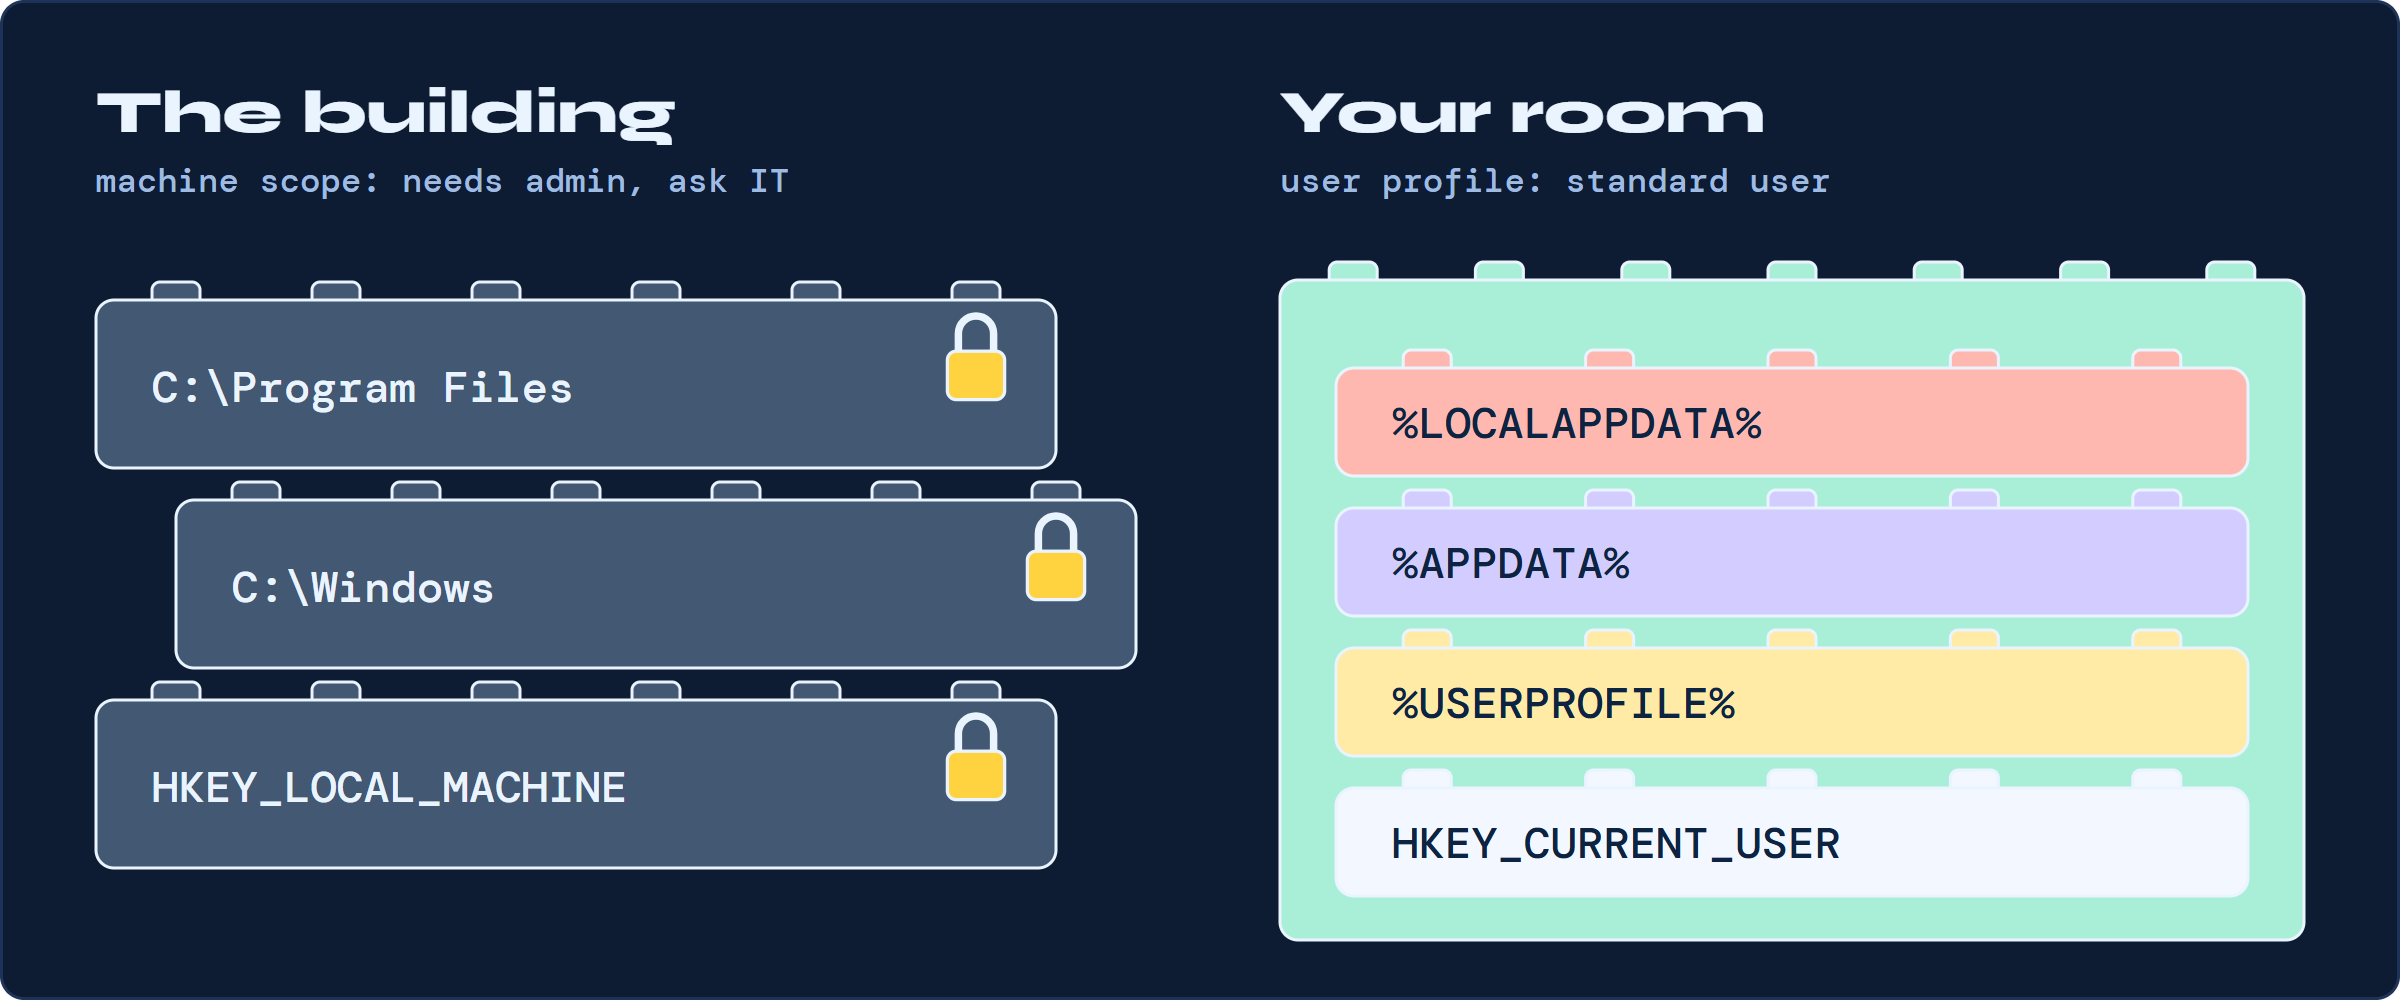 The building
machine scope: needs admin, ask IT
C:\Program Files
C:\Windows
HKEY_LOCAL_MACHINE
Your room
user profile: standard user
%LOCALAPPDATA%
%APPDATA%
%USERPROFILE%
HKEY_CURRENT_USER